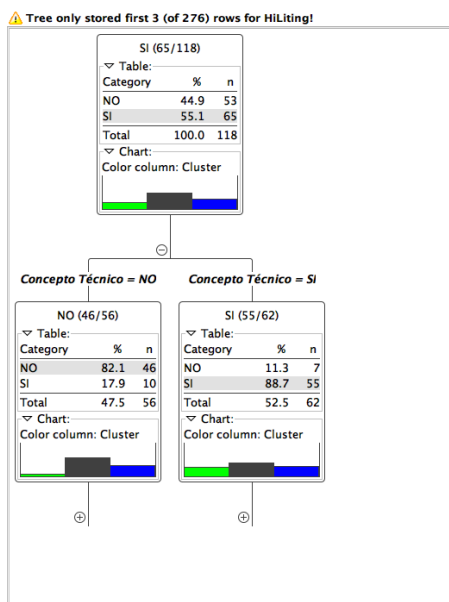 Tree only stored first 3 (of 276) rows for HiLiting!
SI (65/118)
Table:
Category % n
NO 44.9 53
SI 55.1 65
Total 100.0 118
Chart:
Color column: Cluster
Concepto Técnico = NO
NO (46/56)
Table:
Category % n
NO 82.1 46
SI 17.9 10
Total 47.5 56
Chart:
Color column: Cluster
Concepto Técnico = SI
SI (55/62)
Table:
Category % n
NO 11.3 7
SI 88.7 55
Total 52.5 62
Chart:
Color column: Cluster